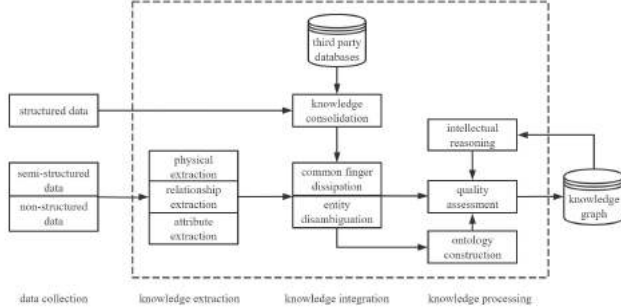 third party
databases
structured data
knowledge
consolidation
intellectual
reasoning
semi-structured
data
non-structured
data
physical
extraction
relationship
extraction
attribute
extraction
common finger
dissipation
entity
disambiguation
quality
assessment
ontology
construction
knowledge
graph
data collection
knowledge extraction
knowledge integration
knowledge processing